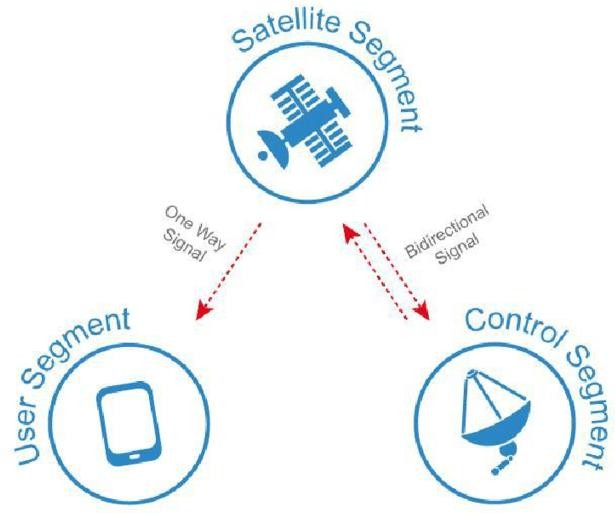 Satellite Segment
One Way
Signal
Bidirectional
Signal
User Segment
Control Segment